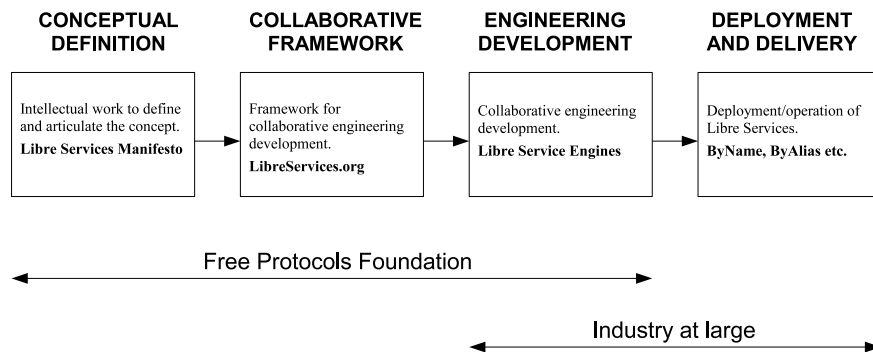 CONCEPTUAL
DEFINITION
COLLABORATIVE
FRAMEWORK
ENGINEERING
DEVELOPMENT
DEPLOYMENT
AND DELIVERY
Intellectual work to define
and articulate the concept.
Libre Services Manifesto
Framework for
collaborative engineering
development.
LibreServices.org
Collaborative engineering
development.
Libre Service Engines
Deployment/operation of
Libre Services.
ByName, ByAlias etc.
Free Protocols Foundation
Industry at large